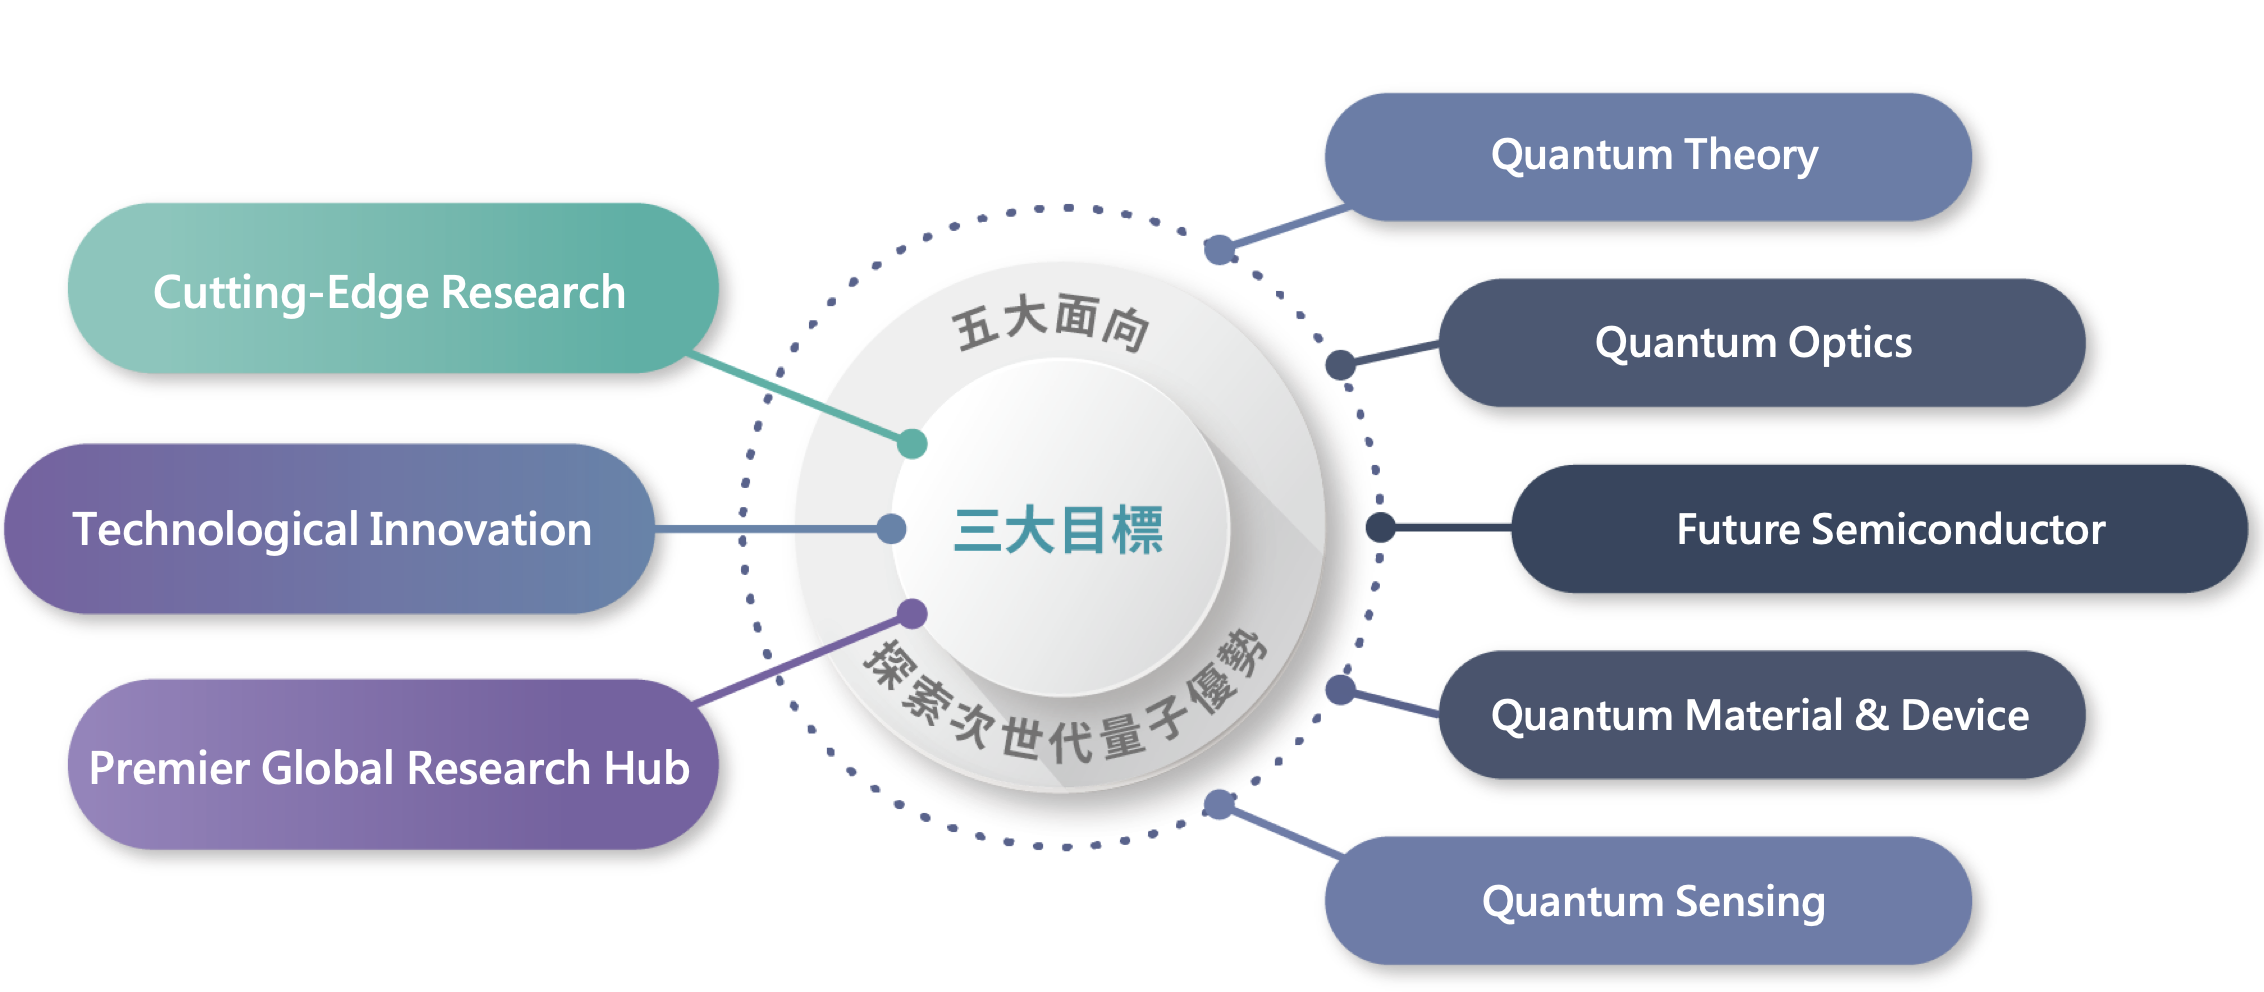 Cutting-Edge Research
Technological Innovation
Premier Global Research Hub
五大面向
三大目標
探索次世代量子優勢
Quantum Theory
Quantum Optics
Future Semiconductor
Quantum Material & Device
Quantum Sensing